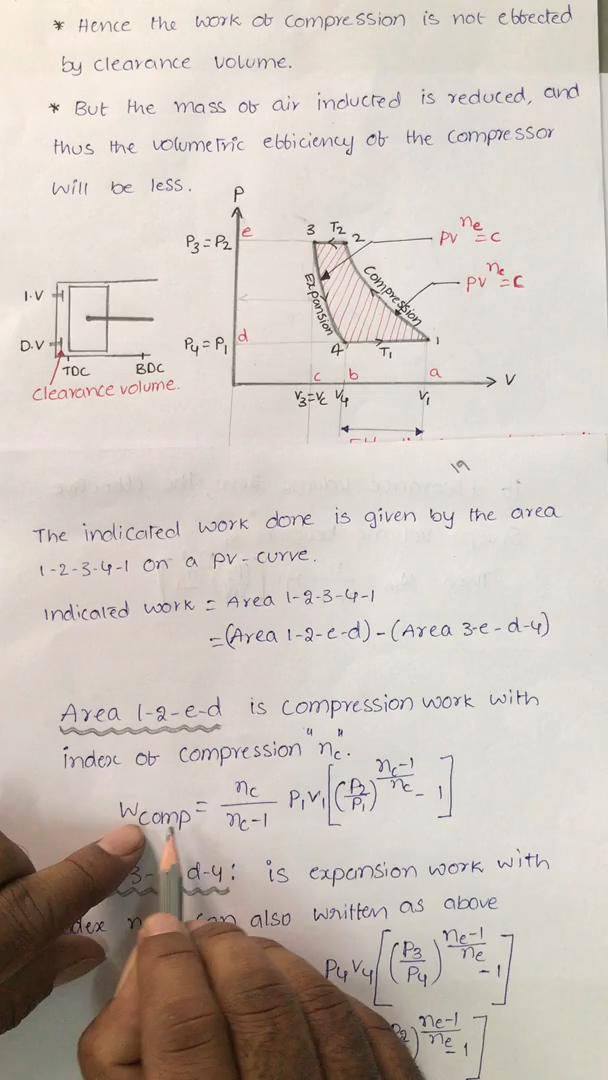 * Hence the work of compression is not effected
by clearance volume.
* But the mass of air inducted is reduced, and
thus the volumetric efficiency of the compressor
will be less.
P
P3 = P2
e
3
T2
2
PV^ne = C
PV^ne = C
Compression
Expansion
I.V
D.V
TDC
BDC
clearance volume.
P4 = P1
d
4
T1
1
c
b
a
V
V3=Vc
V4
V1
19
The indicated work done is given by the area
1-2-3-4-1 on a PV-curve.
Indicated work = Area 1-2-3-4-1
= (Area 1-2-e-d) - (Area 3-e-d-4)
Area 1-2-e-d is compression work with
index of compression "nc".
Wcomp = nc/(nc-1) P1V1 [(P2/P1)^((nc-1)/nc) - 1]
d-4: is expansion work with
also written as above
P4V4 [(P3/P4)^((ne-1)/ne) - 1]
ne-1/ne - 1]